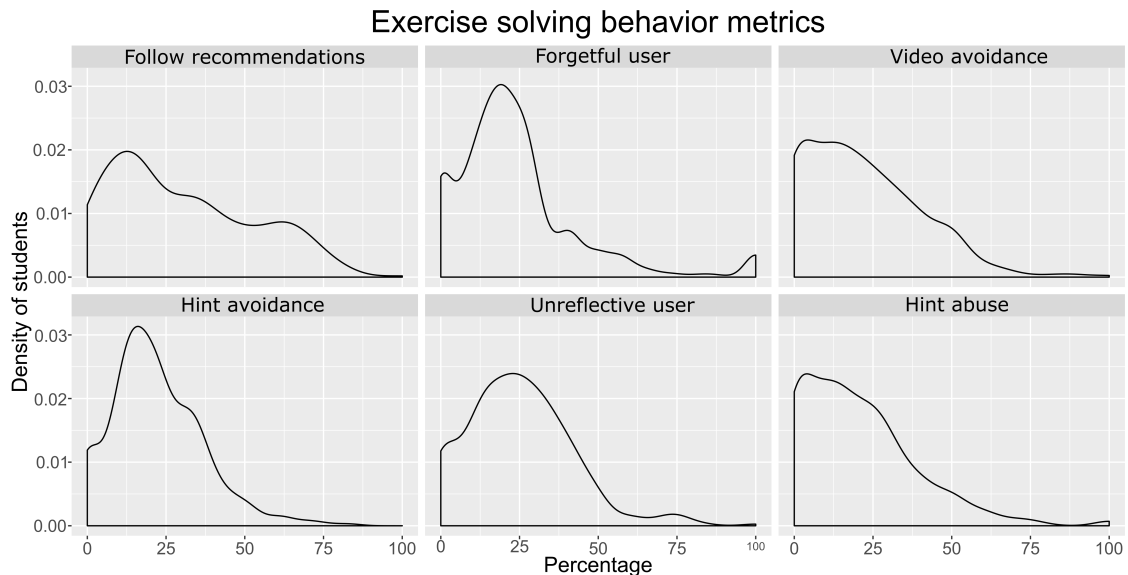 Exercise solving behavior metrics
Follow recommendations Forgetful user Video avoidance
0.03
0.02
0.01
0.00
Hint avoidance Unreflective user Hint abuse
0.03
0.02
0.01
0.00
Density of students
0 25 50 75 100 0 25 50 75 100 0 25 50 75 100
Percentage